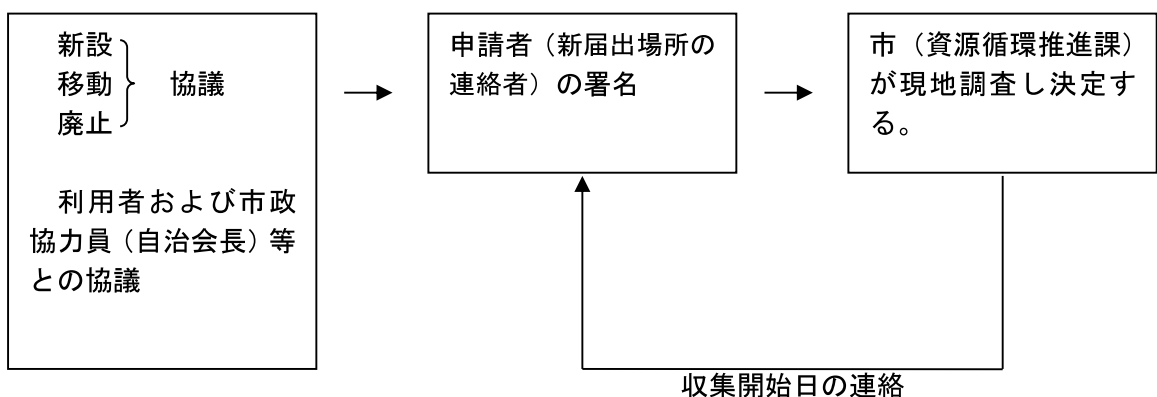 新設
移動
廃止
協議
利用者および市政
協力員（自治会長）等
との協議
申請者（新届出場所の
連絡者）の署名
市（資源循環推進課）
が現地調査し決定す
る。
収集開始日の連絡